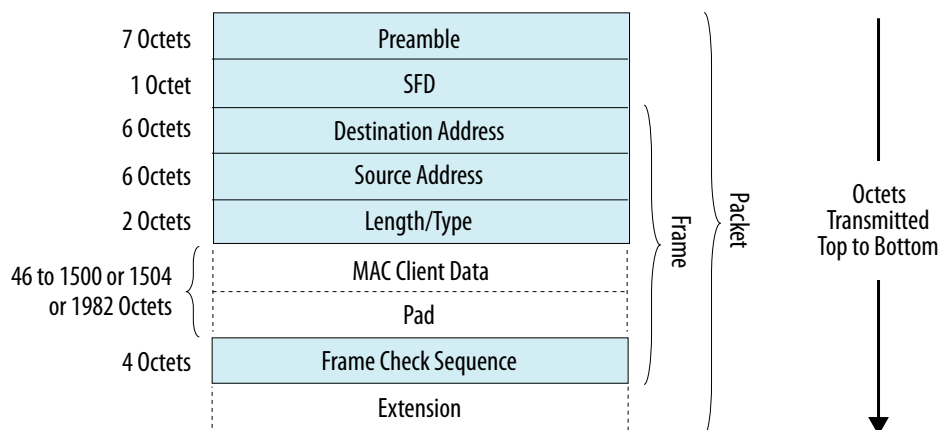 7 Octets
Preamble
1 Octet
SFD
6 Octets
Destination Address
6 Octets
Source Address
2 Octets
Length/Type
46 to 1500 or 1504
or 1982 Octets
MAC Client Data
Pad
4 Octets
Frame Check Sequence
Extension
Frame
Packet
Octets
Transmitted
Top to Bottom